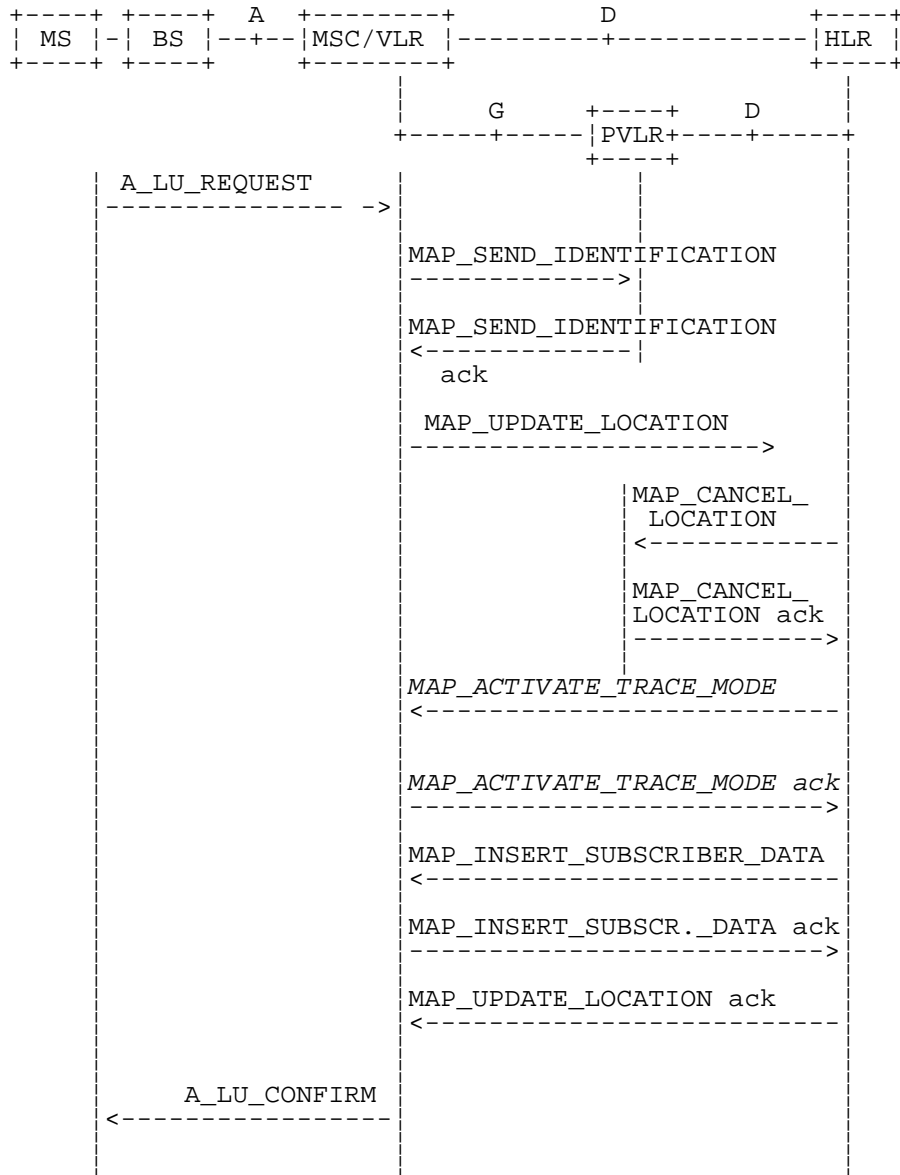 A D
MS BS MSC/VLR HLR
G D
PVLR
A_LU_REQUEST
MAP_SEND_IDENTIFICATION
MAP_SEND_IDENTIFICATION
ack
MAP_UPDATE_LOCATION
MAP_CANCEL_
LOCATION
MAP_CANCEL_
LOCATION ack
MAP_ACTIVATE_TRACE_MODE
MAP_ACTIVATE_TRACE_MODE ack
MAP_INSERT_SUBSCRIBER_DATA
MAP_INSERT_SUBSCR._DATA ack
MAP_UPDATE_LOCATION ack
A_LU_CONFIRM